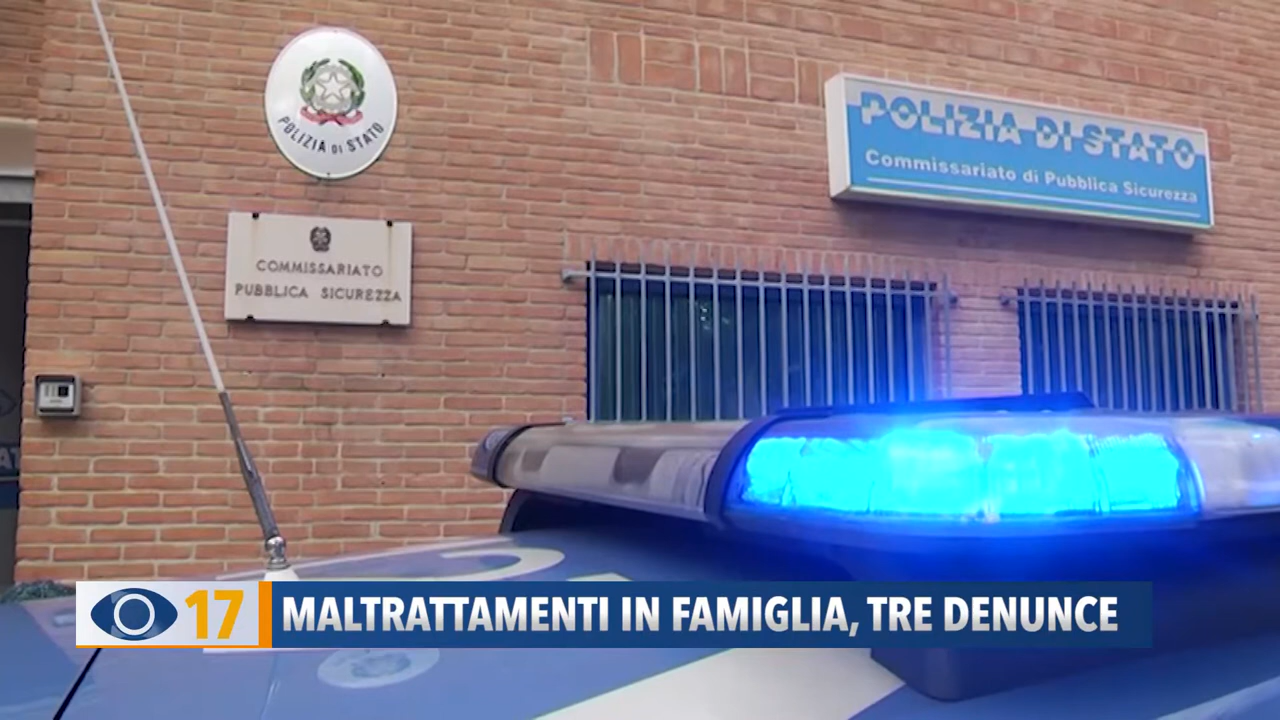 POLIZIA DI STATO
POLIZIA DI STATO
Commissariato di Pubblica Sicurezza
COMMISSARIATO
PUBBLICA SICUREZZA
17 MALTRATTAMENTI IN FAMIGLIA, TRE DENUNCE